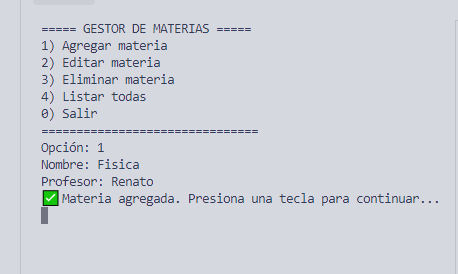 ===== GESTOR DE MATERIAS =====
1) Agregar materia
2) Editar materia
3) Eliminar materia
4) Listar todas
0) Salir
===============================
Opción: 1
Nombre: Fisica
Profesor: Renato
✅ Materia agregada. Presiona una tecla para continuar...